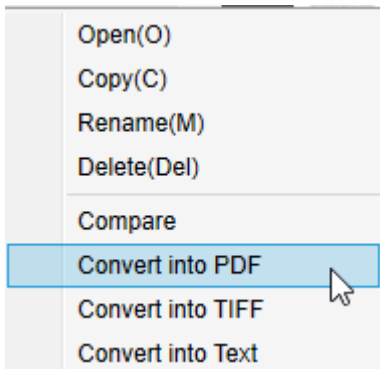 Open(O)
Copy(C)
Rename(M)
Delete(Del)
Compare
Convert into PDF
Convert into TIFF
Convert into Text